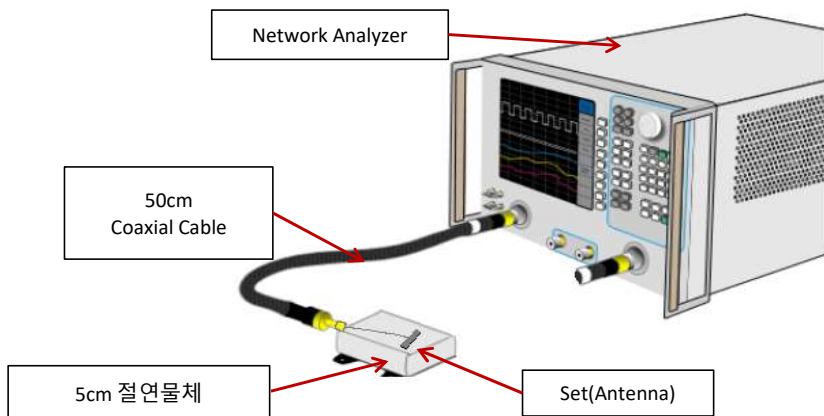 Network Analyzer
50cm
Coaxial Cable
5cm 절연물체
Set(Antenna)